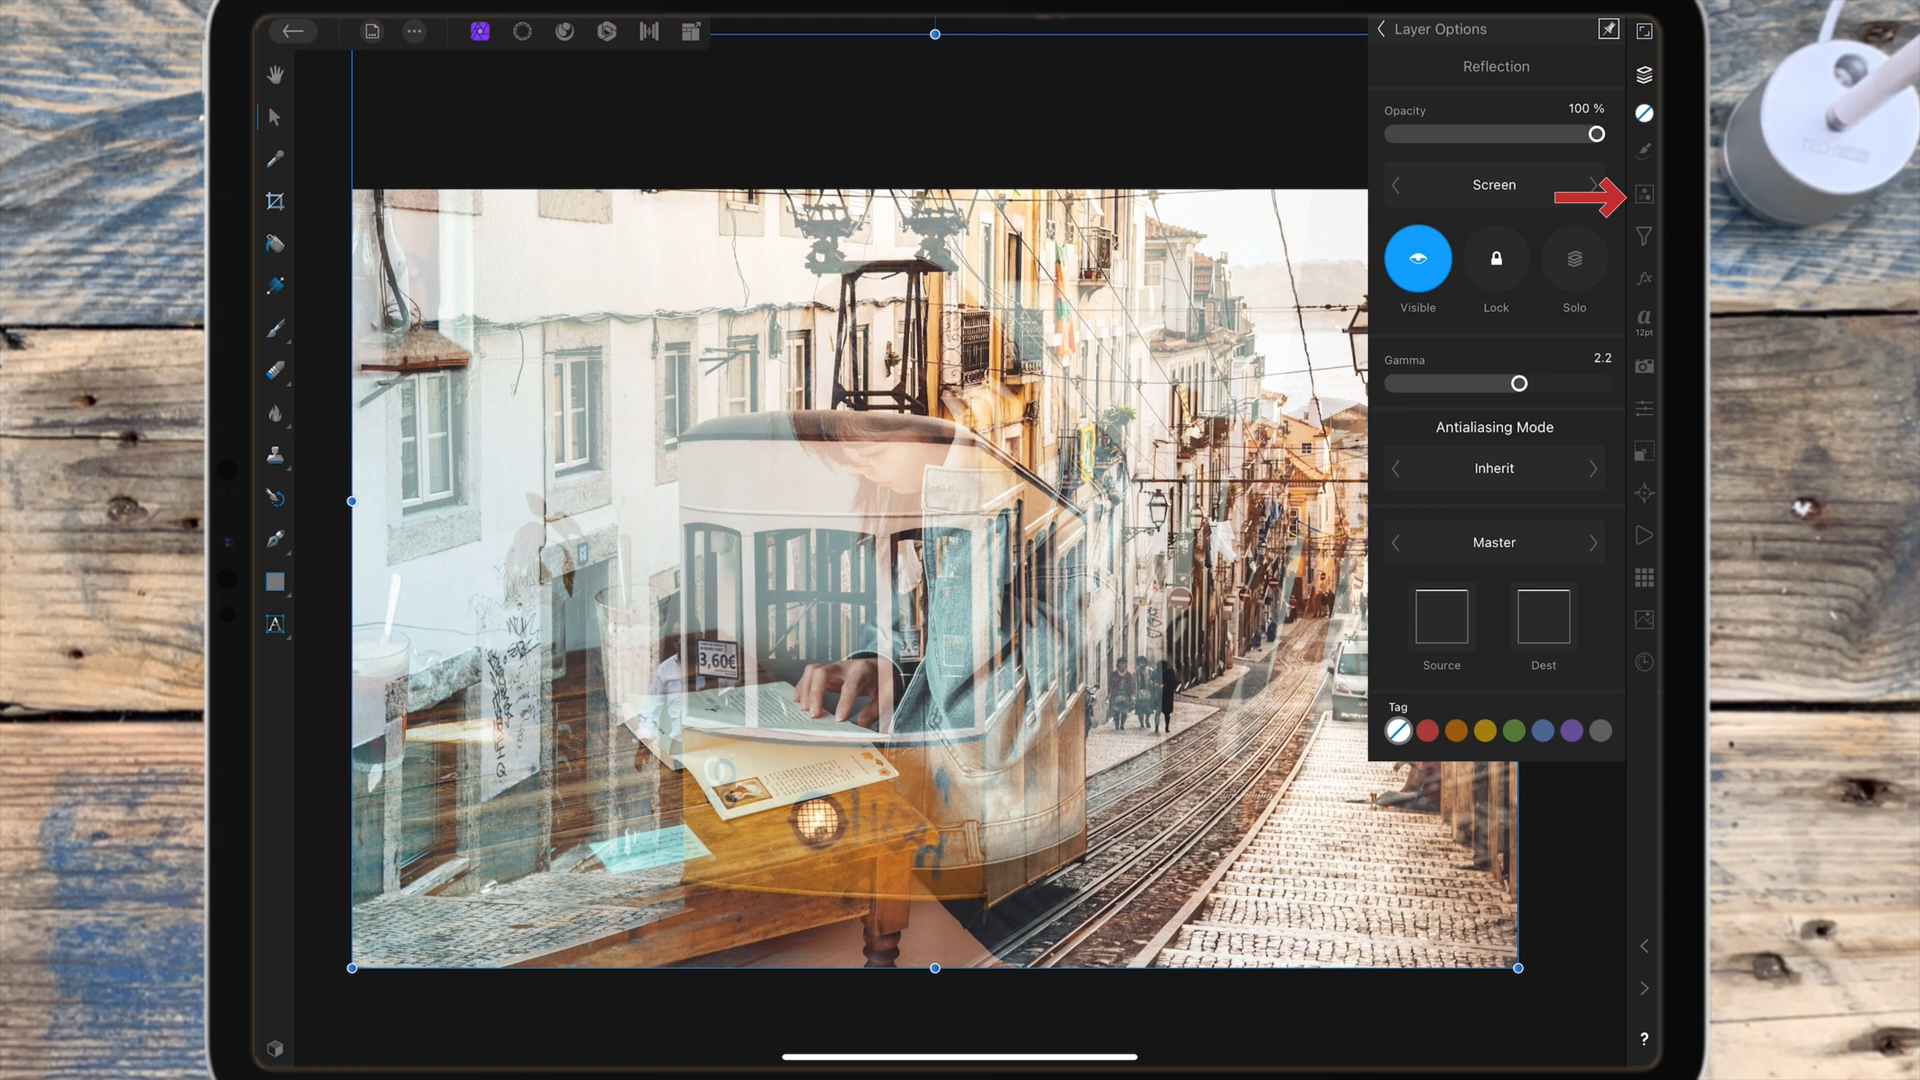 Layer Options
Reflection
Opacity
100 %
Screen
Visible
Lock
Solo
Gamma
2.2
Antialiasing Mode
Inherit
Master
Source
Dest
Tag
fx
a
12pt
A
?
3,60€